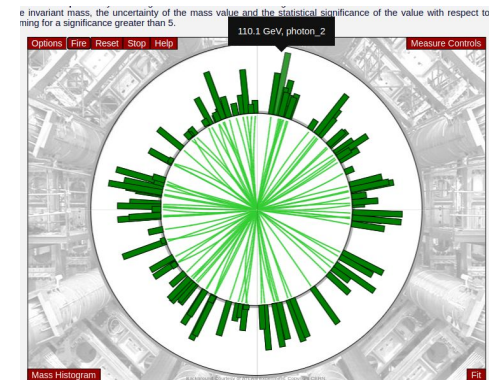 e invariant mass, the uncertainty of the mass value and the statistical significance of the value with respect to
ming for a significance greater than 5.
110.1 GeV, photon_2
Options Fire Reset Stop Help Measure Controls
Mass Histogram Fit